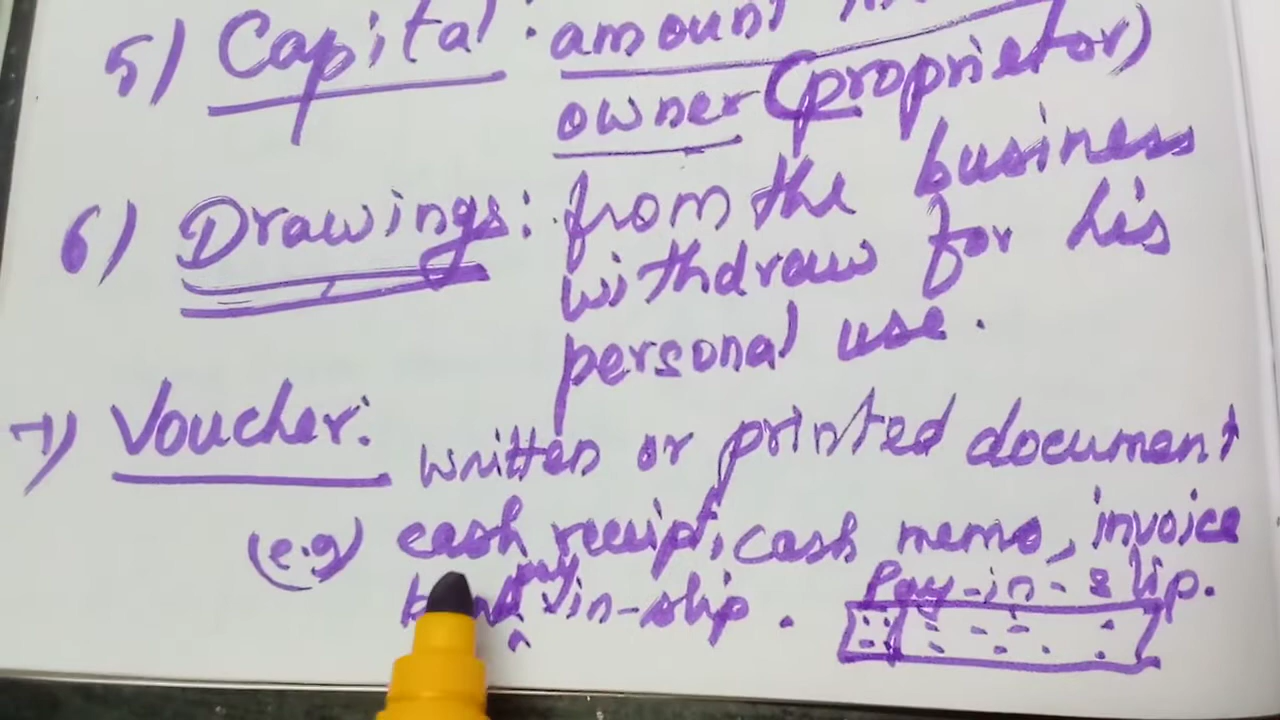 5) Capital: amount
owner (proprietor)
6) Drawings: from the business
withdraw for his
personal use.
7) Voucher: written or printed document
(e.g) cash receipt, cash memo, invoice
pay in-slip. Pay-in-slip.